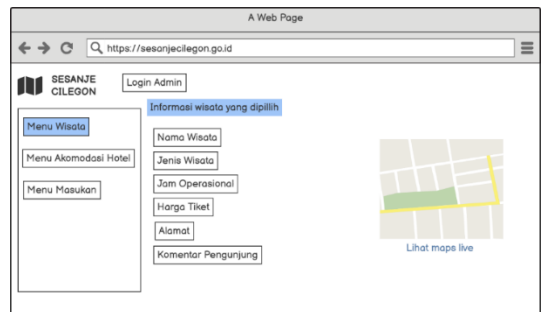 A Web Page
https://sesanjecilegon.go.id
SESANJE
CILEGON
Login Admin
Informasi wisata yang dipillih
Menu Wisata
Menu Akomodasi Hotel
Menu Masukan
Nama Wisata
Jenis Wisata
Jam Operasional
Harga Tiket
Alamat
Komentar Pengunjung
Lihat maps live